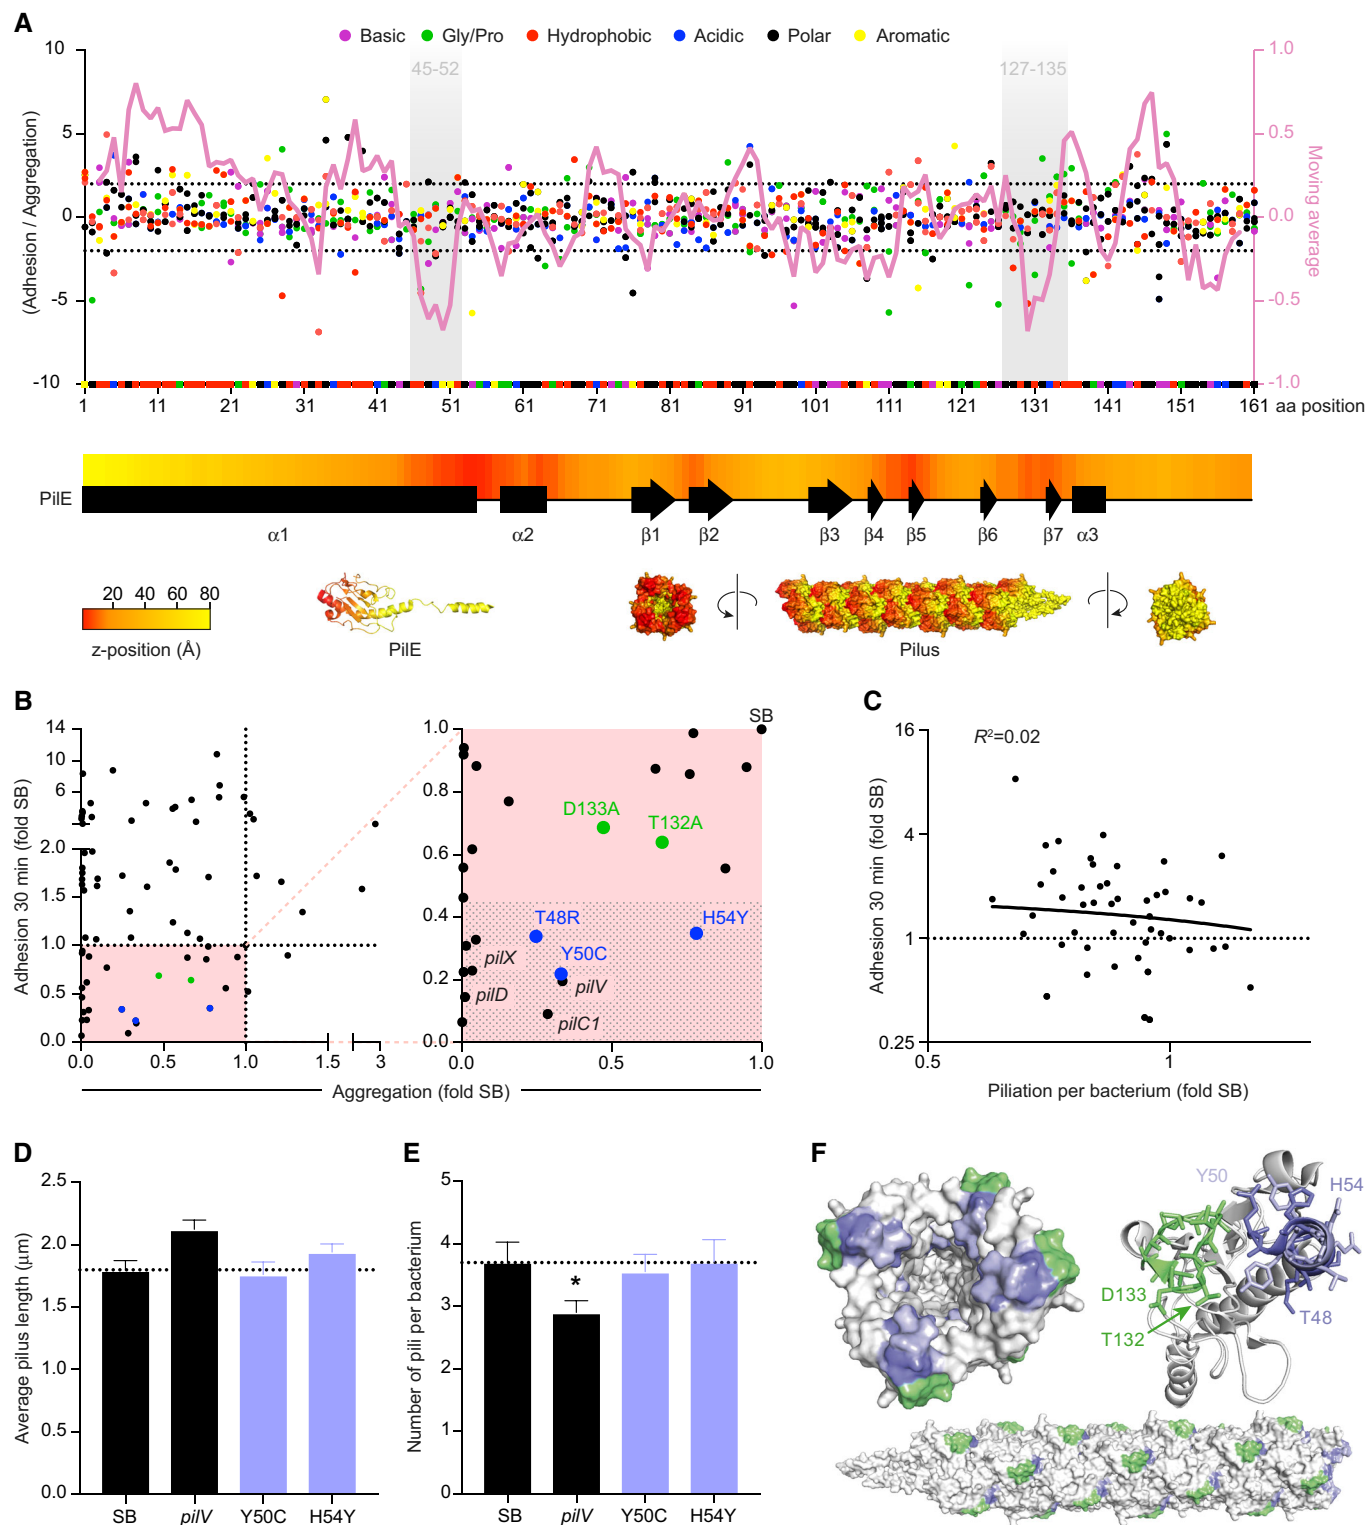 A
Basic Gly/Pro Hydrophobic Acidic Polar Aromatic
45-52
127-135
10
5
0
-5
-10
(Adhesion / Aggregation)
1.0
0.5
0.0
-0.5
-1.0
Moving average
1 11 21 31 41 51 61 71 81 91 101 111 121 131 141 151 161 aa position
PilE
α1 α2 β1 β2 β3 β4 β5 β6 β7 α3
20 40 60 80
z-position (Å)
PilE
Pilus
B
14
10
6
2.0
1.5
1.0
0.5
0.0
Adhesion 30 min (fold SB)
0.0 0.5 1.0 1.5 3
1.0
0.8
0.6
0.4
0.2
0.0
SB
D133A
T132A
T48R
H54Y
Y50C
pilX
pilD
pilV
pilC1
0.0 0.5 1.0
Aggregation (fold SB)
C
R²=0.02
16
4
1
0.25
Adhesion 30 min (fold SB)
0.5 1
Piliation per bacterium (fold SB)
D
2.5
2.0
1.5
1.0
0.5
0.0
Average pilus length (μm)
SB pilV Y50C H54Y
E
5
4
3
2
1
0
Number of pili per bacterium
*
SB pilV Y50C H54Y
F
Y50
H54
D133
T132
T48